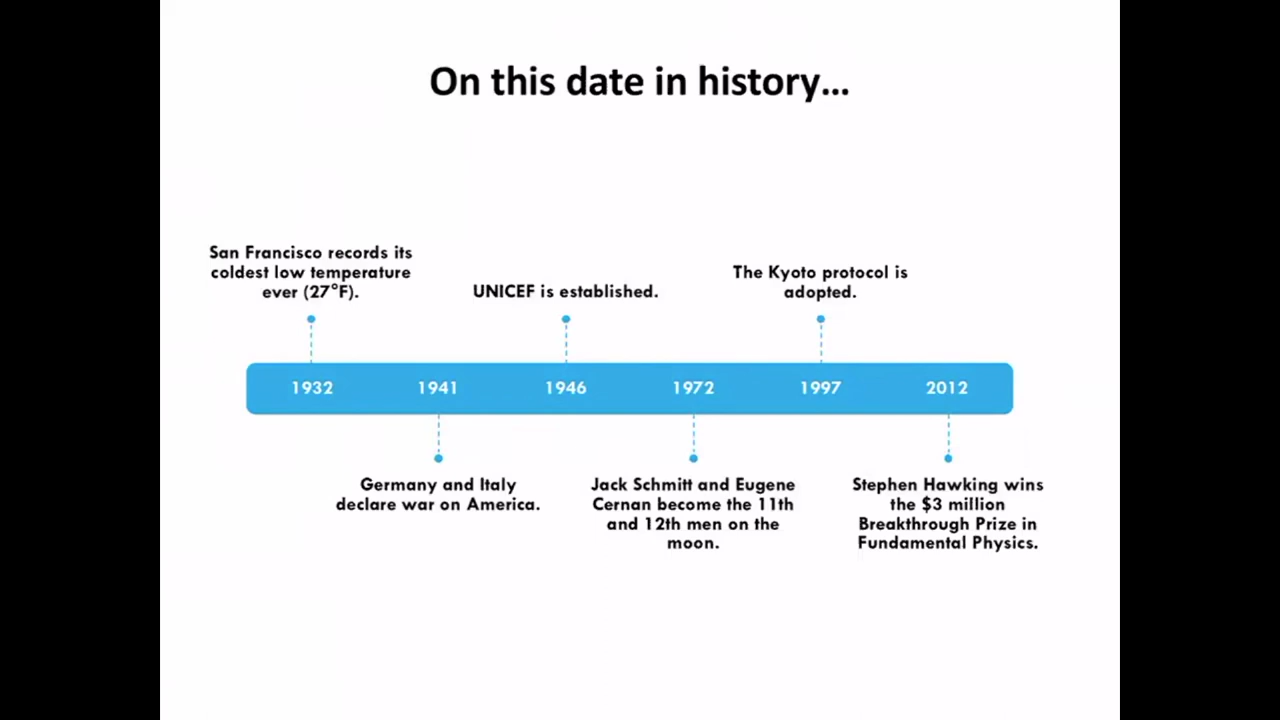 On this date in history...
San Francisco records its
coldest low temperature
ever (27°F).
UNICEF is established.
The Kyoto protocol is
adopted.
1932
1941
1946
1972
1997
2012
Germany and Italy
declare war on America.
Jack Schmitt and Eugene
Cernan become the 11th
and 12th men on the
moon.
Stephen Hawking wins
the $3 million
Breakthrough Prize in
Fundamental Physics.